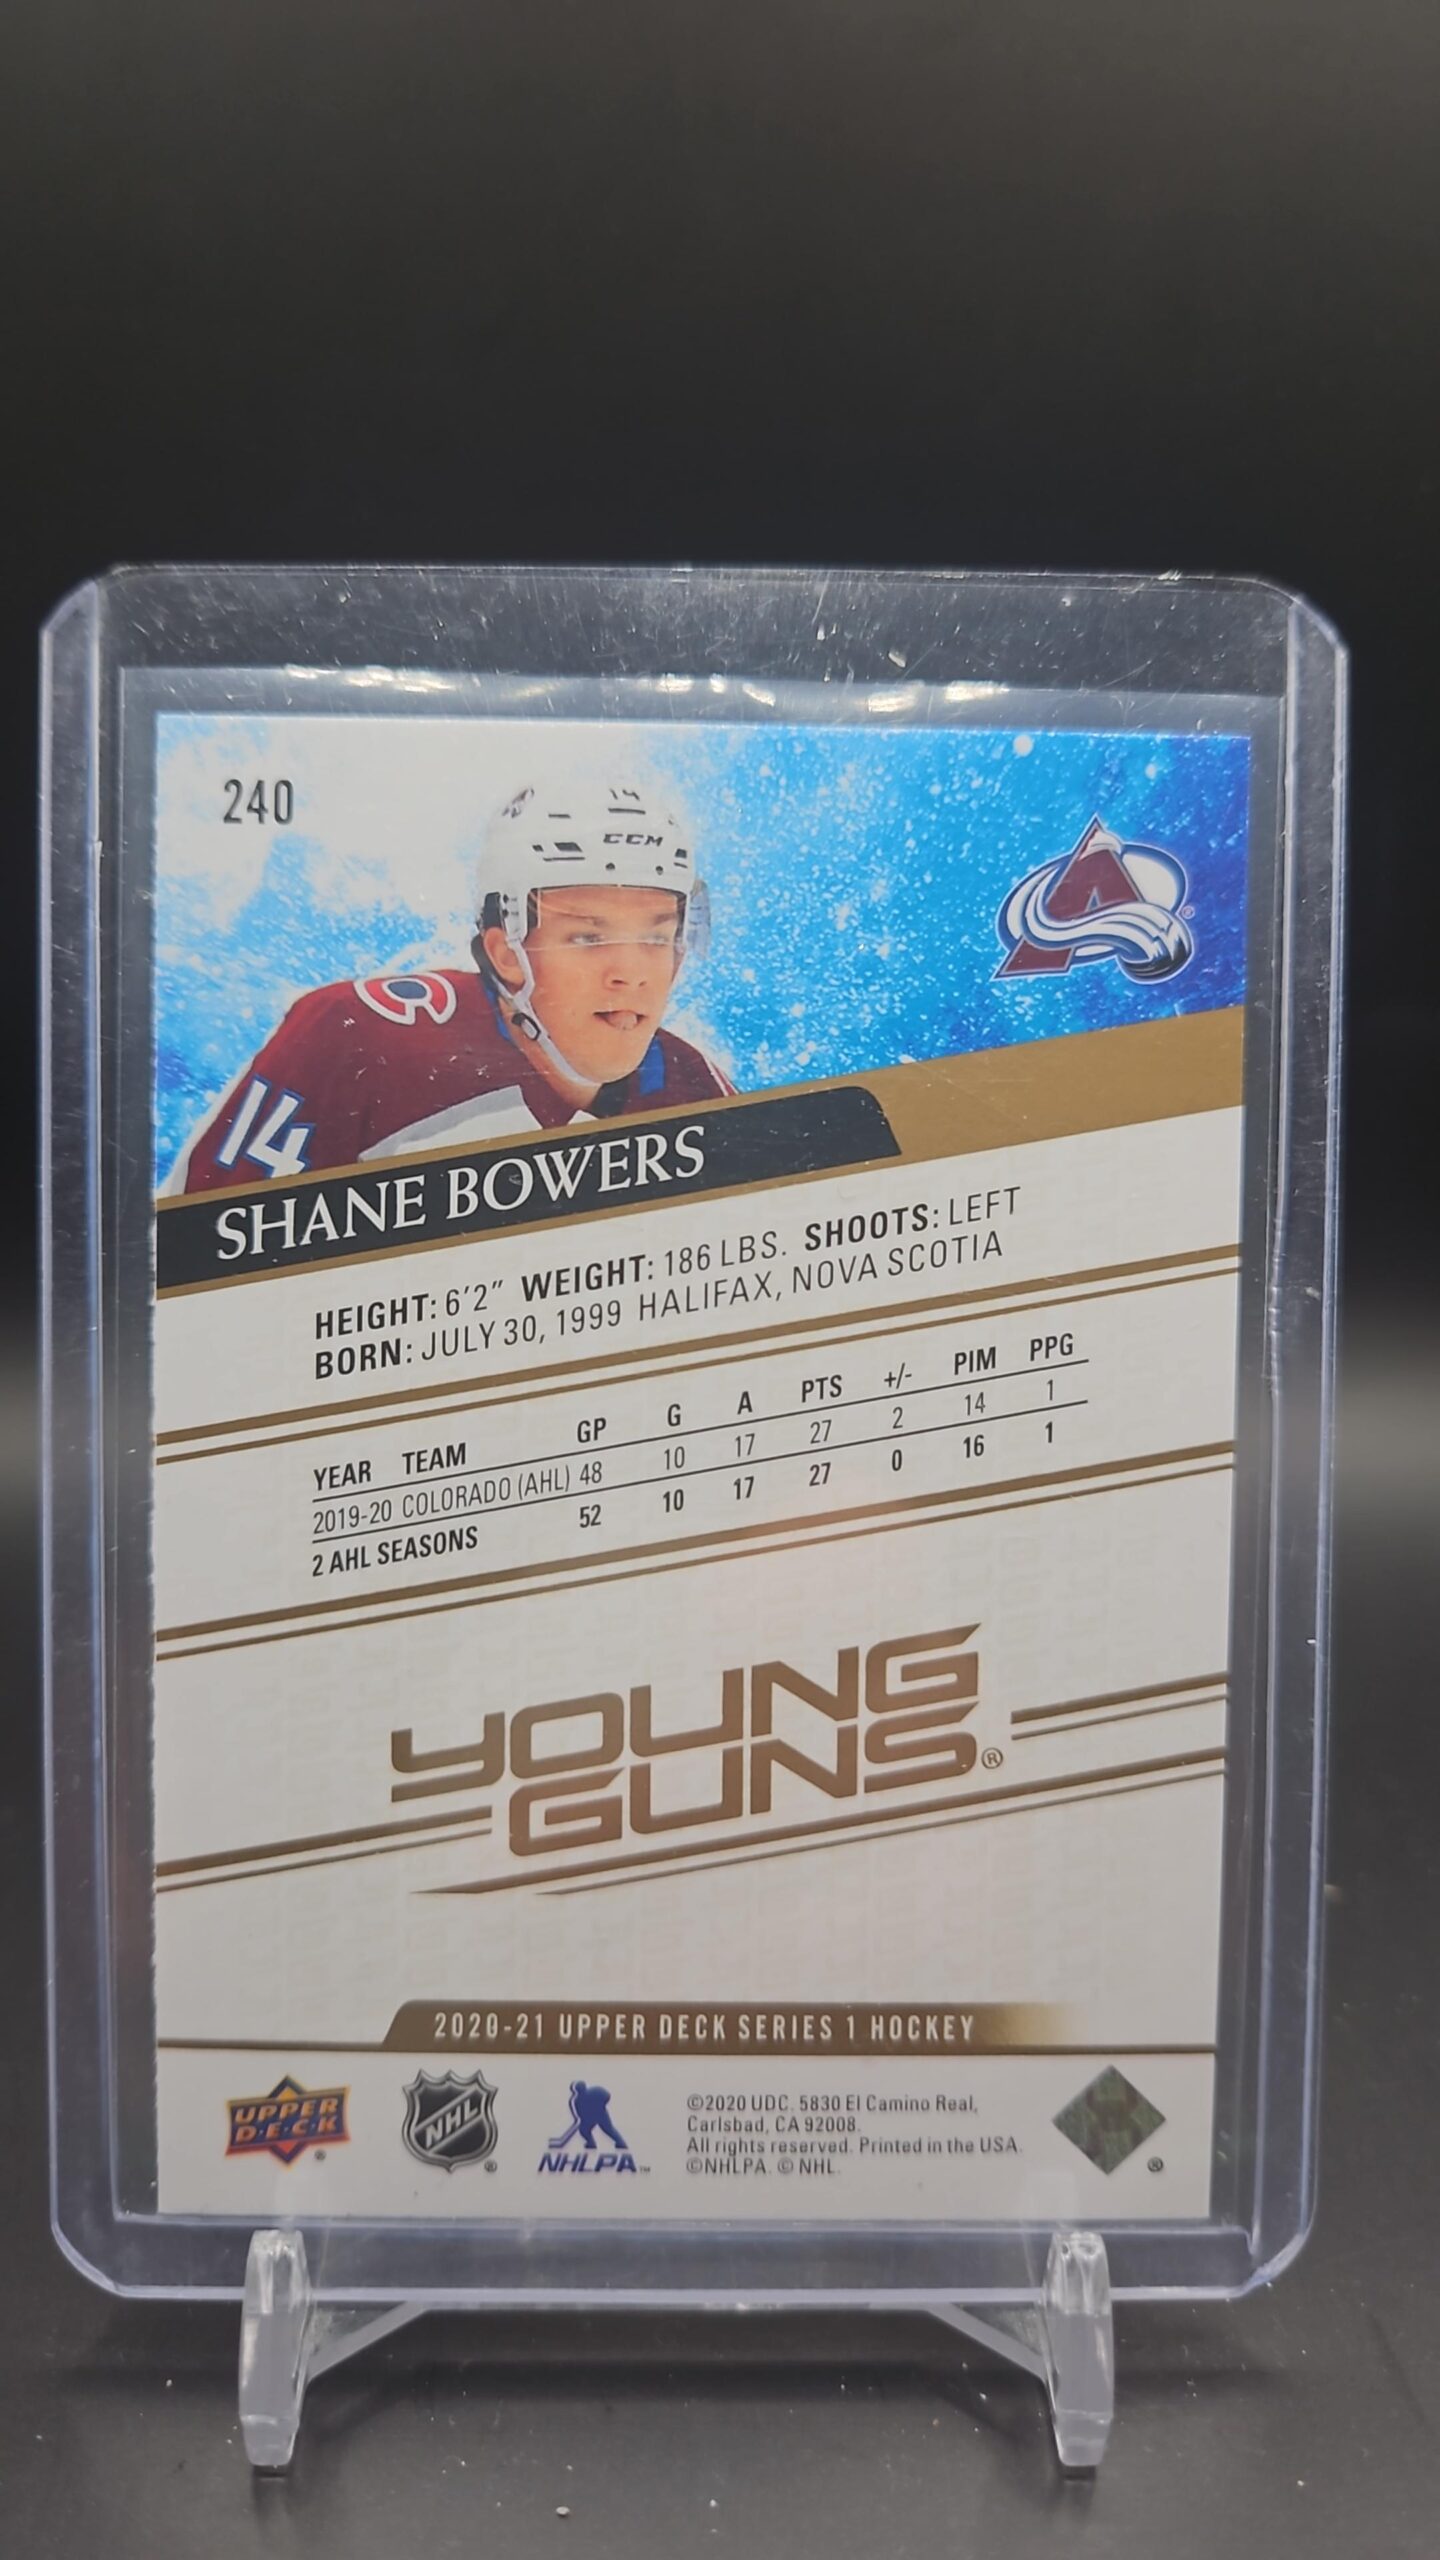 240
14
CCM
14
SHANE BOWERS
HEIGHT: 6'2" WEIGHT: 186 LBS. SHOOTS: LEFT
BORN: JULY 30, 1999 HALIFAX, NOVA SCOTIA
YEAR TEAM GP G A PTS +/- PIM PPG
2019-20 COLORADO (AHL) 48 10 17 27 2 14 1
2 AHL SEASONS 52 10 17 27 0 16 1
YOUNG
GUNS®
2020-21 UPPER DECK SERIES 1 HOCKEY
UPPER
DECK®
NHL®
NHLPA™
©2020 UDC. 5830 El Camino Real,
Carlsbad, CA 92008.
All rights reserved. Printed in the USA.
©NHLPA. © NHL.
®